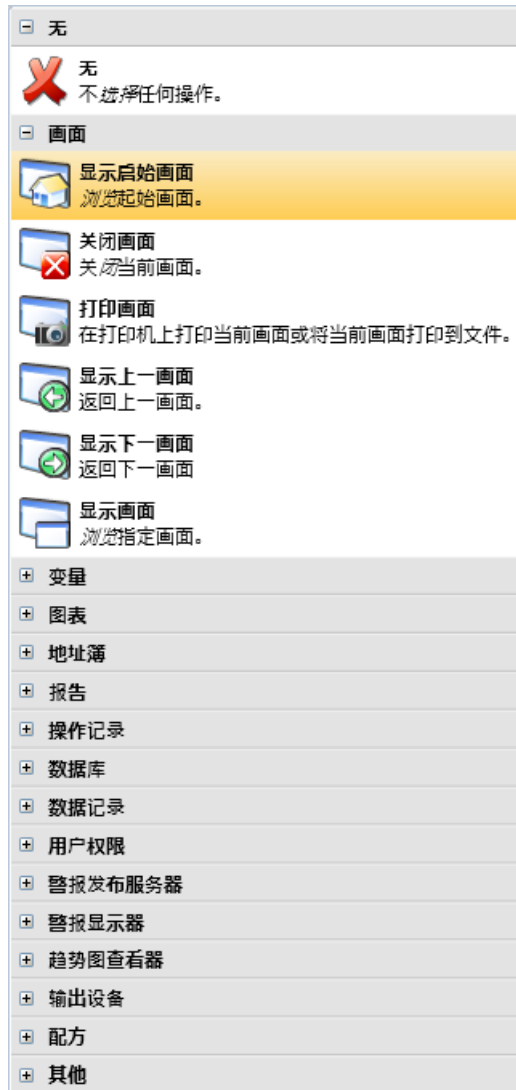 无
无
不选择任何操作。
画面
显示启始画面
浏览起始画面。
关闭画面
关闭当前画面。
打印画面
在打印机上打印当前画面或将当前画面打印到文件。
显示上一画面
返回上一画面。
显示下一画面
返回下一画面
显示画面
浏览指定画面。
变量
图表
地址簿
报告
操作记录
数据库
数据记录
用户权限
警报发布服务器
警报显示器
趋势图查看器
输出设备
配方
其他